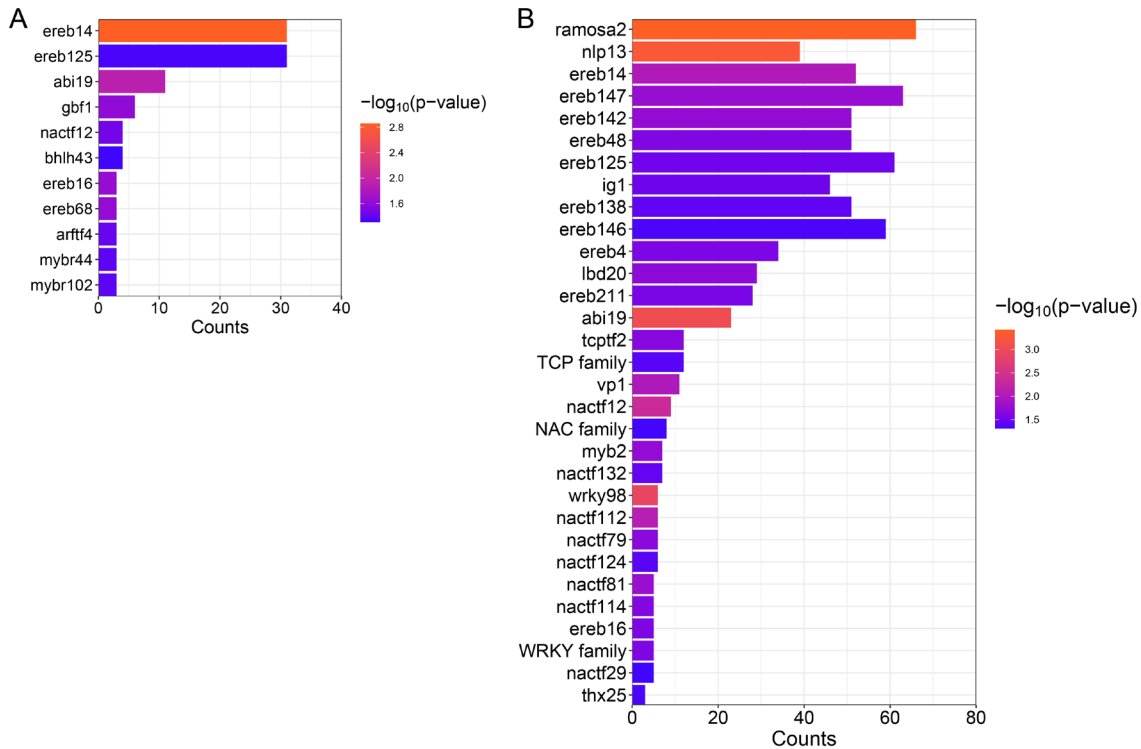 A
ereb14
ereb125
abi19
gbf1
nactf12
bhlh43
ereb16
ereb68
arftf4
mybr44
mybr102
0 10 20 30 40
Counts
−log10(p−value)
2.8
2.4
2.0
1.6
B
ramosa2
nlp13
ereb14
ereb147
ereb142
ereb48
ereb125
ig1
ereb138
ereb146
ereb4
lbd20
ereb211
abi19
tcptf2
TCP family
vp1
nactf12
NAC family
myb2
nactf132
wrky98
nactf112
nactf79
nactf124
nactf81
nactf114
ereb16
WRKY family
nactf29
thx25
0 20 40 60 80
Counts
−log10(p−value)
3.0
2.5
2.0
1.5